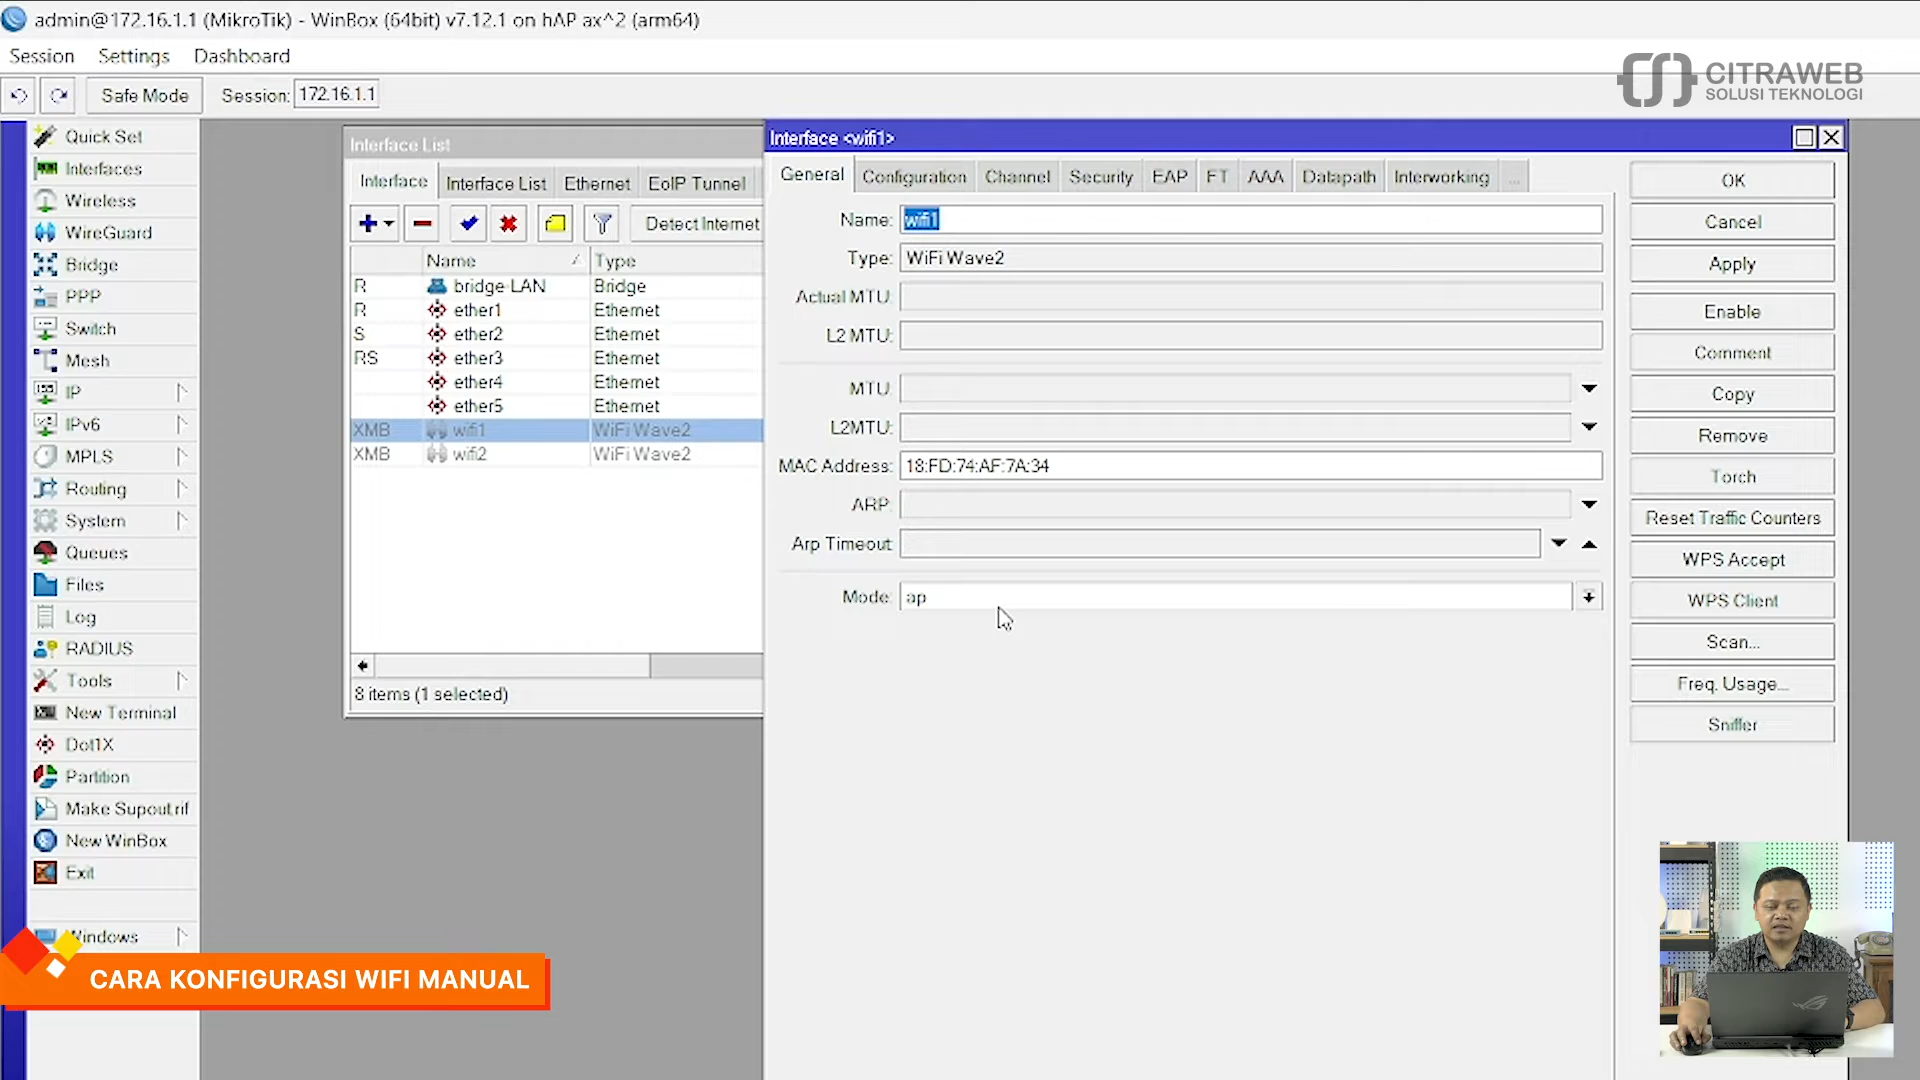 admin@172.16.1.1 (MikroTik) - WinBox (64bit) v7.12.1 on hAP ax^2 (arm64)
Session Settings Dashboard
Safe Mode Session: 172.16.1.1
CITRAWEB
SOLUSI TEKNOLOGI
Quick Set
Interfaces
Wireless
WireGuard
Bridge
PPP
Switch
Mesh
IP
IPv6
MPLS
Routing
System
Queues
Files
Log
RADIUS
Tools
New Terminal
Dot1X
Partition
Make Supout.rif
New WinBox
Exit
Windows
Interface List
Interface Interface List Ethernet EoIP Tunnel
Detect Internet
Name Type
R bridge-LAN Bridge
R ether1 Ethernet
S ether2 Ethernet
RS ether3 Ethernet
ether4 Ethernet
ether5 Ethernet
XMB wifi1 WiFi Wave2
XMB wifi2 WiFi Wave2
8 items (1 selected)
Interface <wifi1>
General Configuration Channel Security EAP FT AAA Datapath Interworking ...
Name: wifi1
Type: WiFi Wave2
Actual MTU:
L2 MTU:
MTU:
L2MTU:
MAC Address: 18:FD:74:AF:7A:34
ARP:
Arp Timeout:
Mode: ap
OK
Cancel
Apply
Enable
Comment
Copy
Remove
Torch
Reset Traffic Counters
WPS Accept
WPS Client
Scan...
Freq. Usage...
Sniffer
CARA KONFIGURASI WIFI MANUAL